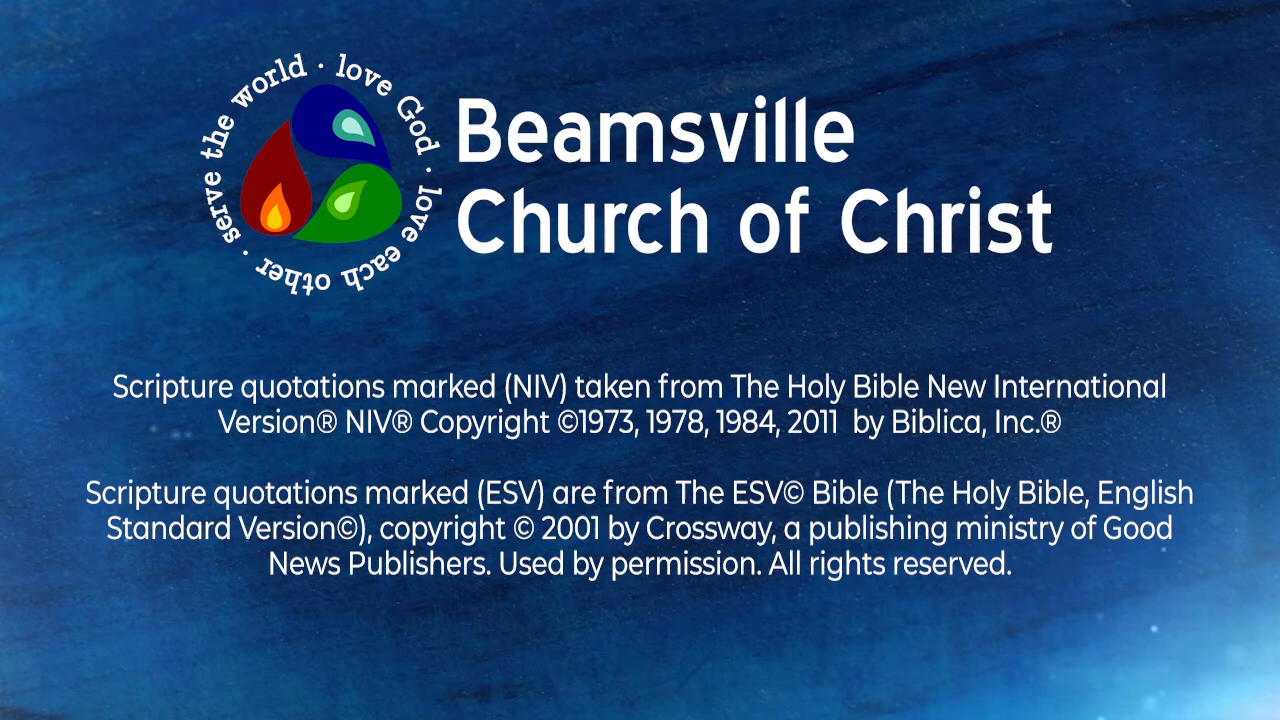 love God · love each other · serve the world ·
Beamsville
Church of Christ
Scripture quotations marked (NIV) taken from The Holy Bible New International
Version® NIV® Copyright ©1973, 1978, 1984, 2011  by Biblica, Inc.®
Scripture quotations marked (ESV) are from The ESV© Bible (The Holy Bible, English
Standard Version©), copyright © 2001 by Crossway, a publishing ministry of Good
News Publishers. Used by permission. All rights reserved.